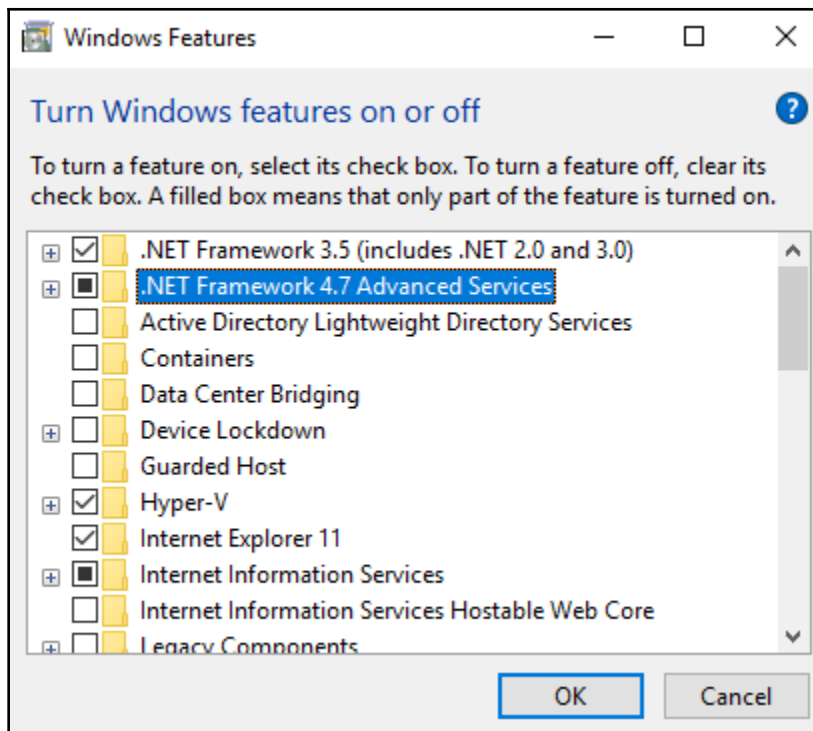 Windows Features
Turn Windows features on or off
?
To turn a feature on, select its check box. To turn a feature off, clear its
check box. A filled box means that only part of the feature is turned on.
.NET Framework 3.5 (includes .NET 2.0 and 3.0)
.NET Framework 4.7 Advanced Services
Active Directory Lightweight Directory Services
Containers
Data Center Bridging
Device Lockdown
Guarded Host
Hyper-V
Internet Explorer 11
Internet Information Services
Internet Information Services Hostable Web Core
Legacy Components
OK
Cancel